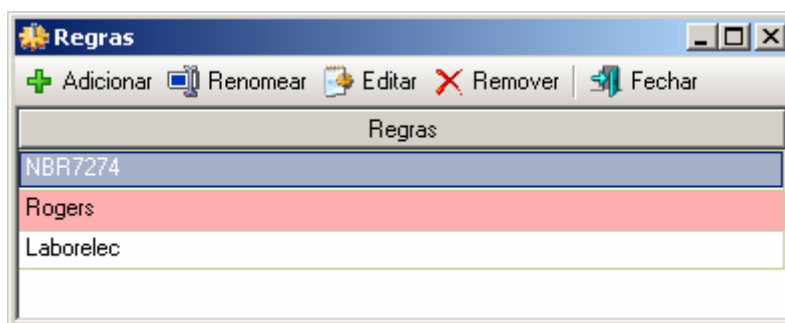 Regras
Adicionar Renomear Editar Remover Fechar
Regras
NBR7274
Rogers
Laborelec